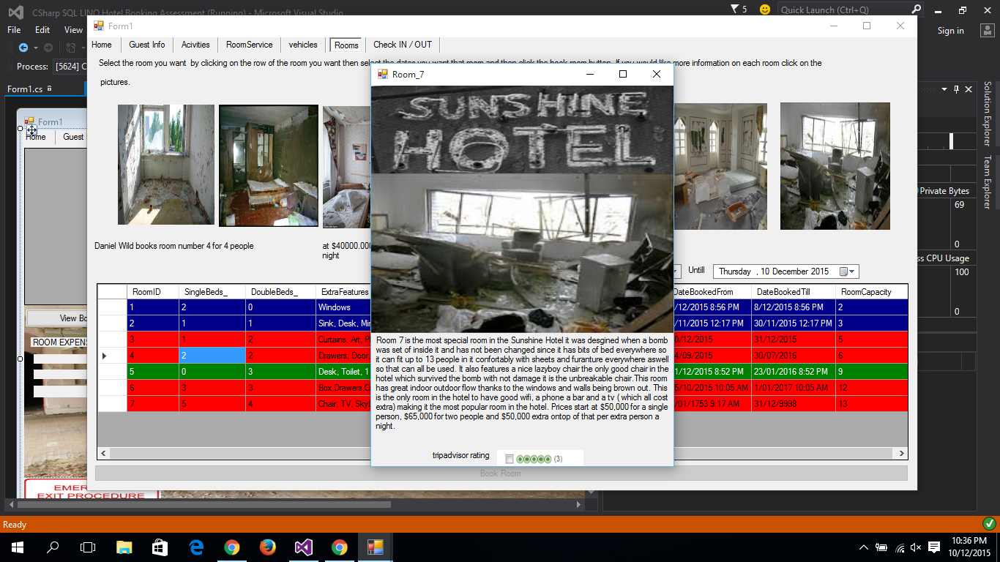 CSharp SQL LINQ Hotel Booking Assessment (Running) - Microsoft Visual Studio
5
Quick Launch (Ctrl+Q)
File Edit View
Sign in
Process: [5624] C
Form1.cs
Form1
Home Guest
View Bo
ROOM EXPEN
EMER
EXIT PROCEDURE
Form1
Home Guest Info Acivities RoomService vehicles Rooms Check IN / OUT
Select the room you want by clicking on the row of the room you want then select the dates you want that room and then click the book room button. If you would like more information on each room click on the
pictures.
Daniel Wild books room number 4 for 4 people
at $40000.000
night
Untill Thursday , 10 December 2015
RoomID SingleBeds_ DoubleBeds_ ExtraFeatures DateBookedFrom DateBookedTill RoomCapacity
1 2 0 Windows /12/2015 8:56 PM 8/12/2015 8:56 PM 2
2 1 1 Sink, Desk, Mir /11/2015 12:17 PM 30/11/2015 12:17 PM 3
3 1 2 Curtains, Art, P 0/12/2015 31/12/2015 5
4 2 2 Drawers, Door 4/09/2015 30/07/2016 6
5 0 3 Desk, Toilet, 1 1/12/2015 8:52 PM 23/01/2016 8:52 PM 9
6 3 3 Box,Drawers,C 5/10/2015 10:05 AM 1/01/2017 10:05 AM 12
7 5 4 Chair, TV, Skyl /01/1753 9:17 AM 31/12/9998 13
Book Room
Room_7
SUNSHINE
HOTEL
Room 7 is the most special room in the Sunshine Hotel it was desgined when a bomb
was set of inside it and has not been changed since it has bits of bed everywhere so
it can fit up to 13 people in it confortably with sheets and furanture everywhere aswell
so that can all be used. It also features a nice lazyboy chair the only good chair in the
hotel which survived the bomb with not damage it is the unbreakable chair.This room
has great indoor outdoor flow thanks to the windows and walls being brown out. This
is the only room in the hotel to have good wifi, a phone a bar and a tv ( which all cost
extra) making it the most popular room in the hotel. Prices start at $50,000 for a single
person, $65,000 for two people and $50,000 extra ontop of that per extra person a
night.
tripadvisor rating (3)
Solution Explorer
Team Explorer
Private Bytes
69
0
ss CPU Usage
100
0
Ready
10:36 PM
10/12/2015